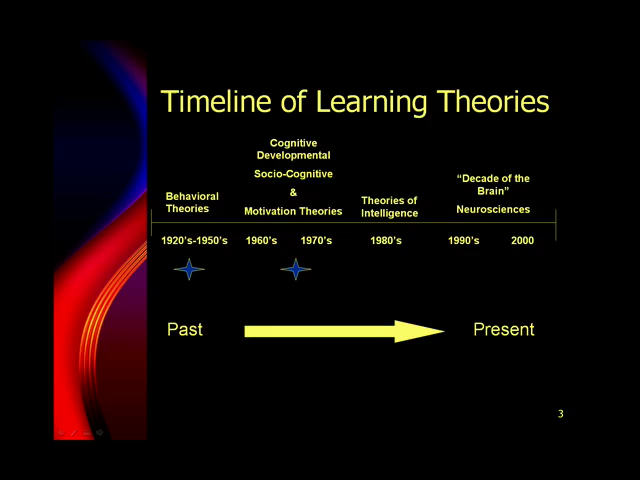 Timeline of Learning Theories
Cognitive
Developmental
Socio-Cognitive
&
Motivation Theories
Behavioral
Theories
Theories of
Intelligence
“Decade of the
Brain”
Neurosciences
1920’s-1950’s 1960’s 1970’s 1980’s 1990’s 2000
Past Present
3